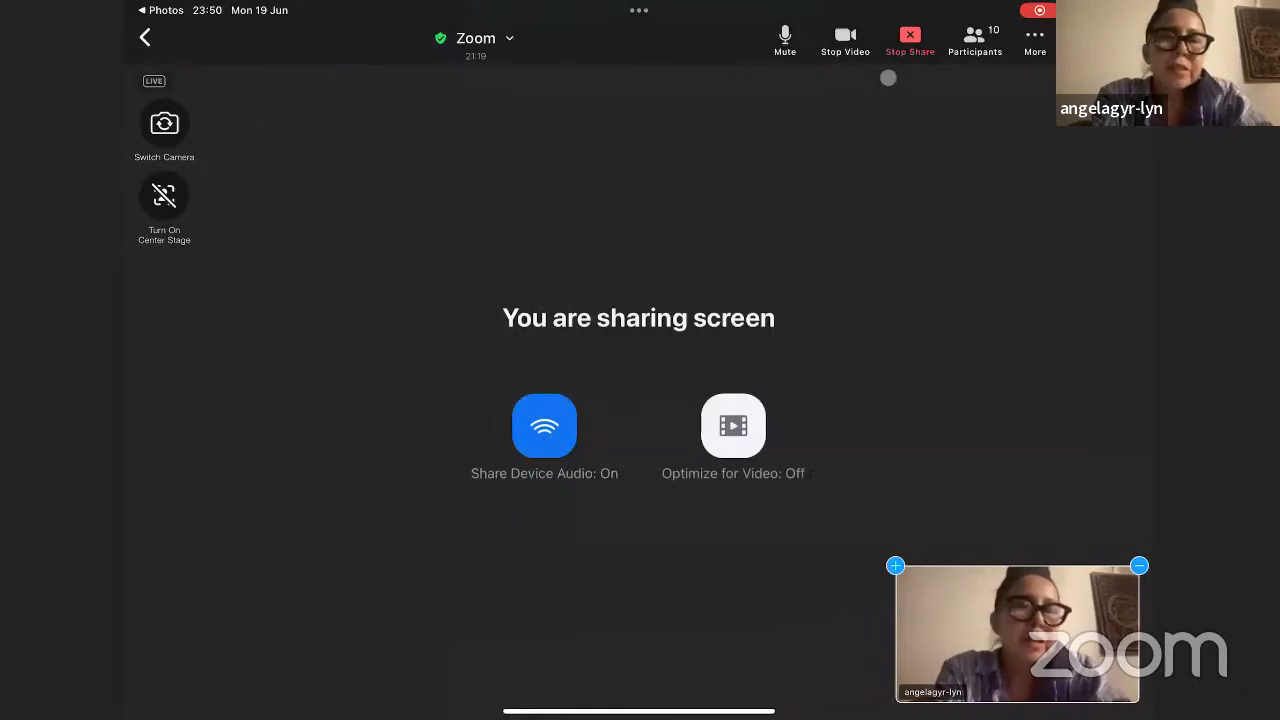 Photos 23:50 Mon 19 Jun
Zoom
21:19
Mute
Stop Video
Stop Share
10
Participants
More
angelagyr-lyn
LIVE
Switch Camera
Turn On
Center Stage
You are sharing screen
Share Device Audio: On
Optimize for Video: Off
angelagyr-lyn
zoom